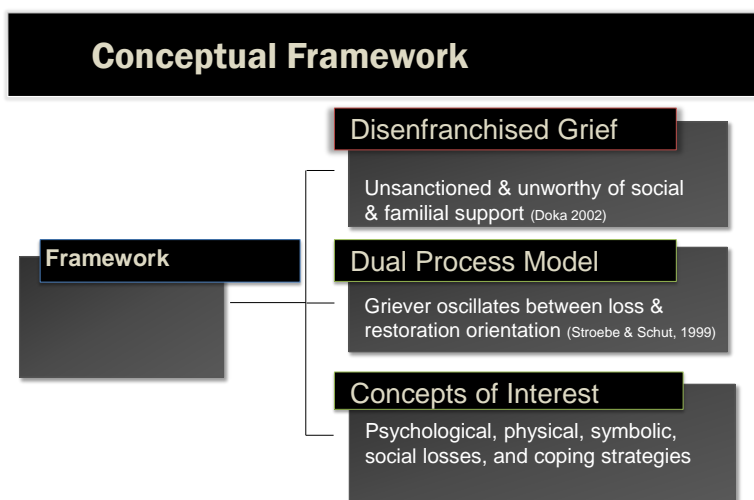 Conceptual Framework
Disenfranchised Grief
Unsanctioned & unworthy of social
& familial support (Doka 2002)
Framework
Dual Process Model
Griever oscillates between loss &
restoration orientation (Stroebe & Schut, 1999)
Concepts of Interest
Psychological, physical, symbolic,
social losses, and coping strategies